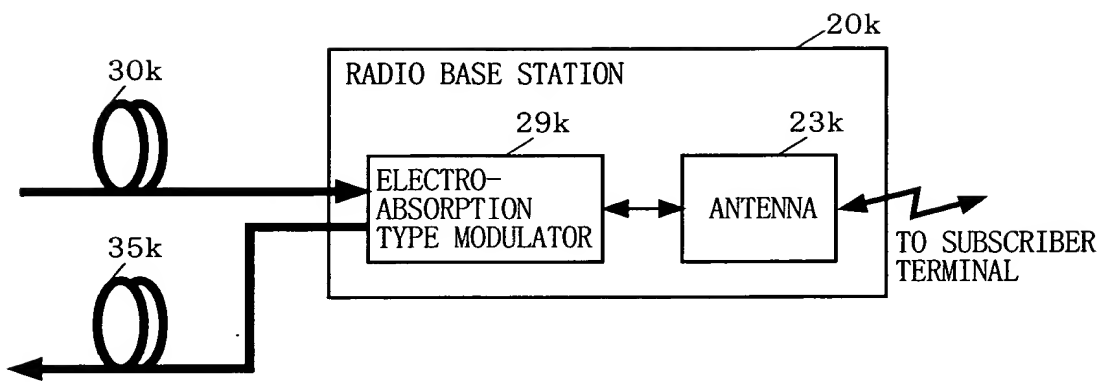 20k
30k
RADIO BASE STATION
29k
23k
ELECTRO-
ABSORPTION
TYPE MODULATOR
ANTENNA
35k
TO SUBSCRIBER
TERMINAL